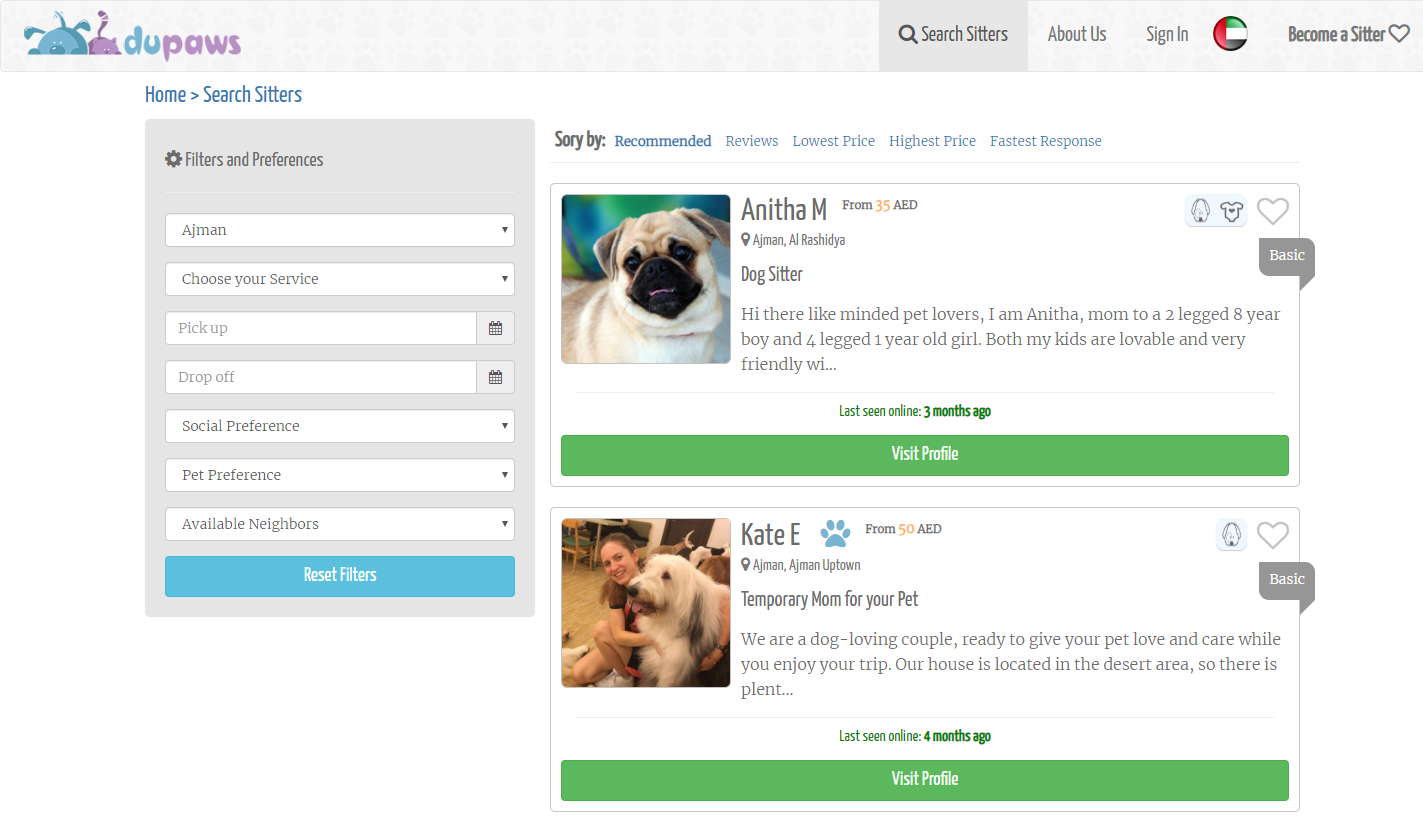 dupaws
Search Sitters
About Us
Sign In
Become a Sitter
Home > Search Sitters
Filters and Preferences
Ajman
Choose your Service
Pick up
Drop off
Social Preference
Pet Preference
Available Neighbors
Reset Filters
Sory by: Recommended Reviews Lowest Price Highest Price Fastest Response
Anitha M From 35 AED
Ajman, Al Rashidya
Basic
Dog Sitter
Hi there like minded pet lovers, I am Anitha, mom to a 2 legged 8 year
boy and 4 legged 1 year old girl. Both my kids are lovable and very
friendly wi...
Last seen online: 3 months ago
Visit Profile
Kate E From 50 AED
Ajman, Ajman Uptown
Basic
Temporary Mom for your Pet
We are a dog-loving couple, ready to give your pet love and care while
you enjoy your trip. Our house is located in the desert area, so there is
plent...
Last seen online: 4 months ago
Visit Profile